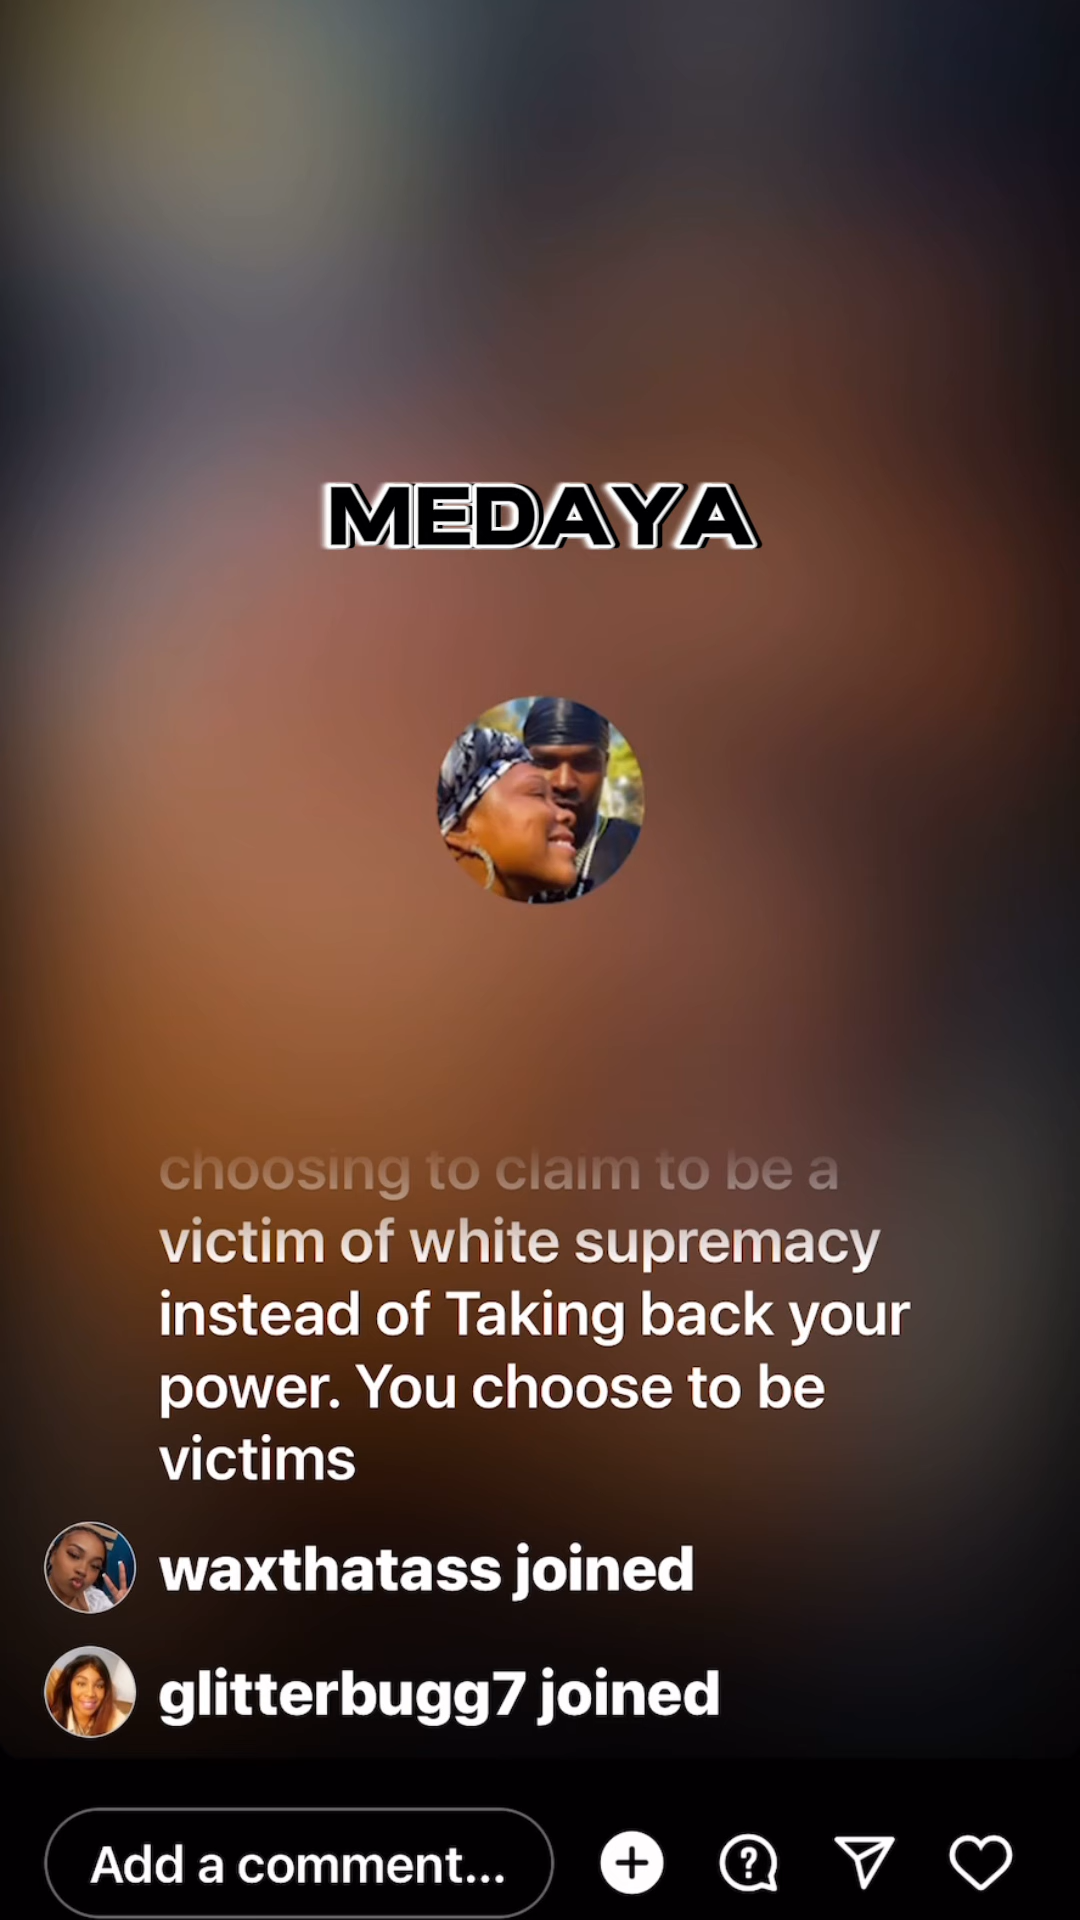 MEDAYA
choosing to claim to be a
victim of white supremacy
instead of Taking back your
power. You choose to be
victims
waxthatass joined
glitterbugg7 joined
Add a comment...